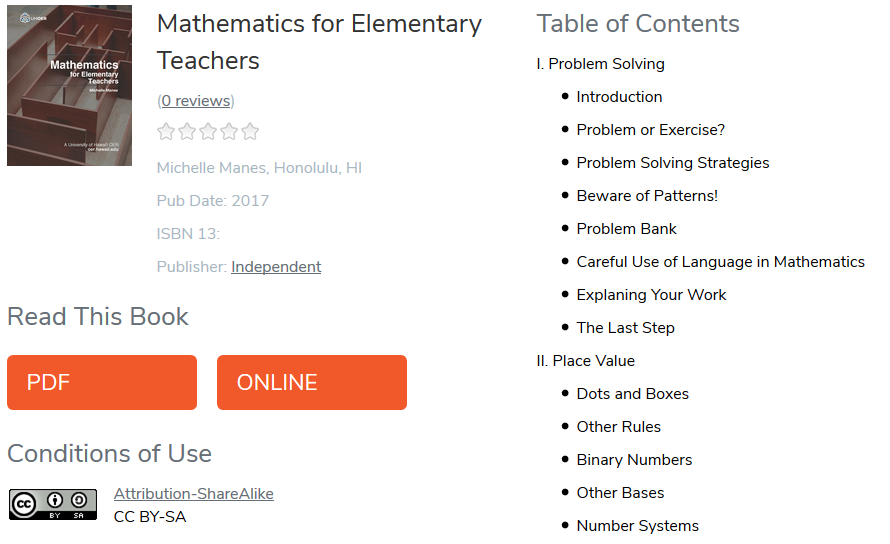 UHOER
Mathematics
for Elementary
Teachers
Michelle Manes
A University of Hawai'i OER
oer.hawaii.edu
Mathematics for Elementary
Teachers
(0 reviews)
Michelle Manes, Honolulu, HI
Pub Date: 2017
ISBN 13:
Publisher: Independent
Read This Book
PDF
ONLINE
Conditions of Use
cc
BY SA
Attribution-ShareAlike
CC BY-SA
Table of Contents
I. Problem Solving
Introduction
Problem or Exercise?
Problem Solving Strategies
Beware of Patterns!
Problem Bank
Careful Use of Language in Mathematics
Explaning Your Work
The Last Step
II. Place Value
Dots and Boxes
Other Rules
Binary Numbers
Other Bases
Number Systems